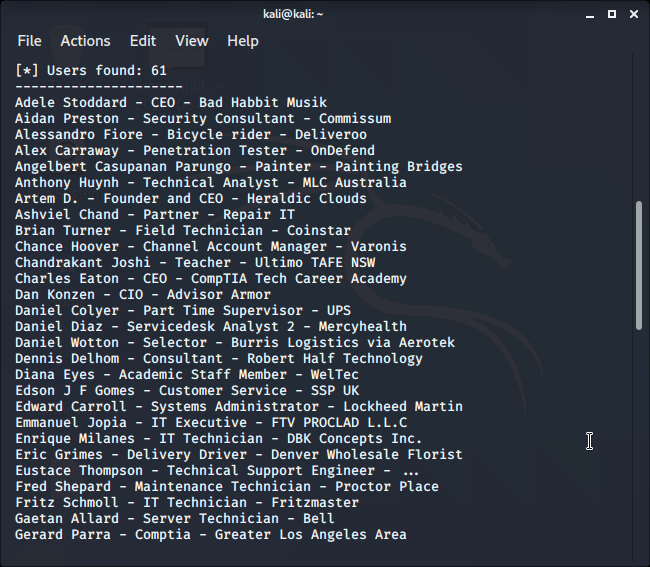 kali@kali: ~
File Actions Edit View Help
[*] Users found: 61
---------------------
Adele Stoddard - CEO - Bad Habbit Musik
Aidan Preston - Security Consultant - Commissum
Alessandro Fiore - Bicycle rider - Deliveroo
Alex Carraway - Penetration Tester - OnDefend
Angelbert Casupanan Parungo - Painter - Painting Bridges
Anthony Huynh - Technical Analyst - MLC Australia
Artem D. - Founder and CEO - Heraldic Clouds
Ashviel Chand - Partner - Repair IT
Brian Turner - Field Technician - Coinstar
Chance Hoover - Channel Account Manager - Varonis
Chandrakant Joshi - Teacher - Ultimo TAFE NSW
Charles Eaton - CEO - CompTIA Tech Career Academy
Dan Konzen - CIO - Advisor Armor
Daniel Colyer - Part Time Supervisor - UPS
Daniel Diaz - Servicedesk Analyst 2 - Mercyhealth
Daniel Wotton - Selector - Burris Logistics via Aerotek
Dennis Delhom - Consultant - Robert Half Technology
Diana Eyes - Academic Staff Member - WelTec
Edson J F Gomes - Customer Service - SSP UK
Edward Carroll - Systems Administrator - Lockheed Martin
Emmanuel Jopia - IT Executive - FTV PROCLAD L.L.C
Enrique Milanes - IT Technician - DBK Concepts Inc.
Eric Grimes - Delivery Driver - Denver Wholesale Florist
Eustace Thompson - Technical Support Engineer - ...
Fred Shepard - Maintenance Technician - Proctor Place
Fritz Schmoll - IT Technician - Fritzmaster
Gaetan Allard - Server Technician - Bell
Gerard Parra - Comptia - Greater Los Angeles Area